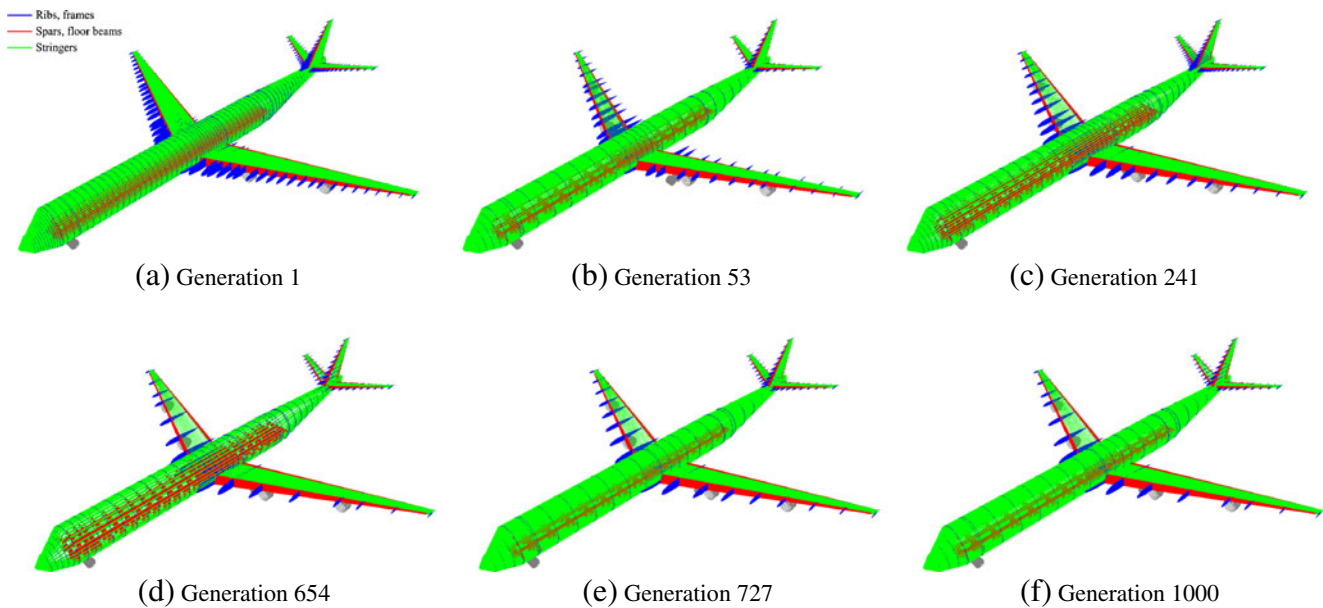 Ribs, frames
Spars, floor beams
Stringers
(a) Generation 1
(b) Generation 53
(c) Generation 241
(d) Generation 654
(e) Generation 727
(f) Generation 1000